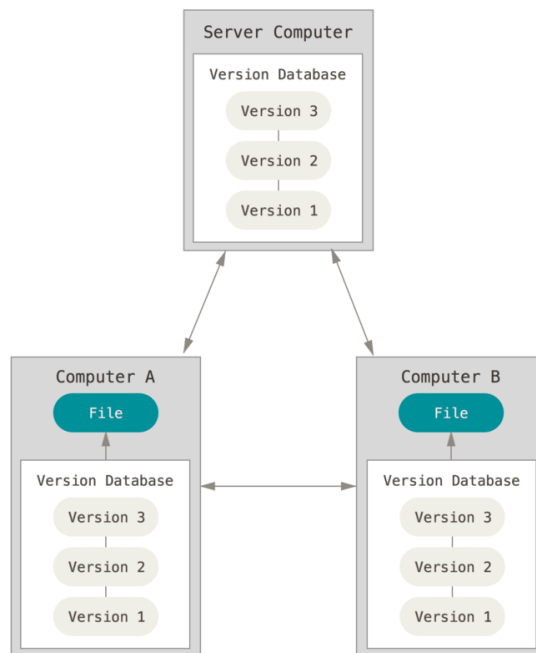 Server Computer
Version Database
Version 3
Version 2
Version 1
Computer A
File
Version Database
Version 3
Version 2
Version 1
Computer B
File
Version Database
Version 3
Version 2
Version 1